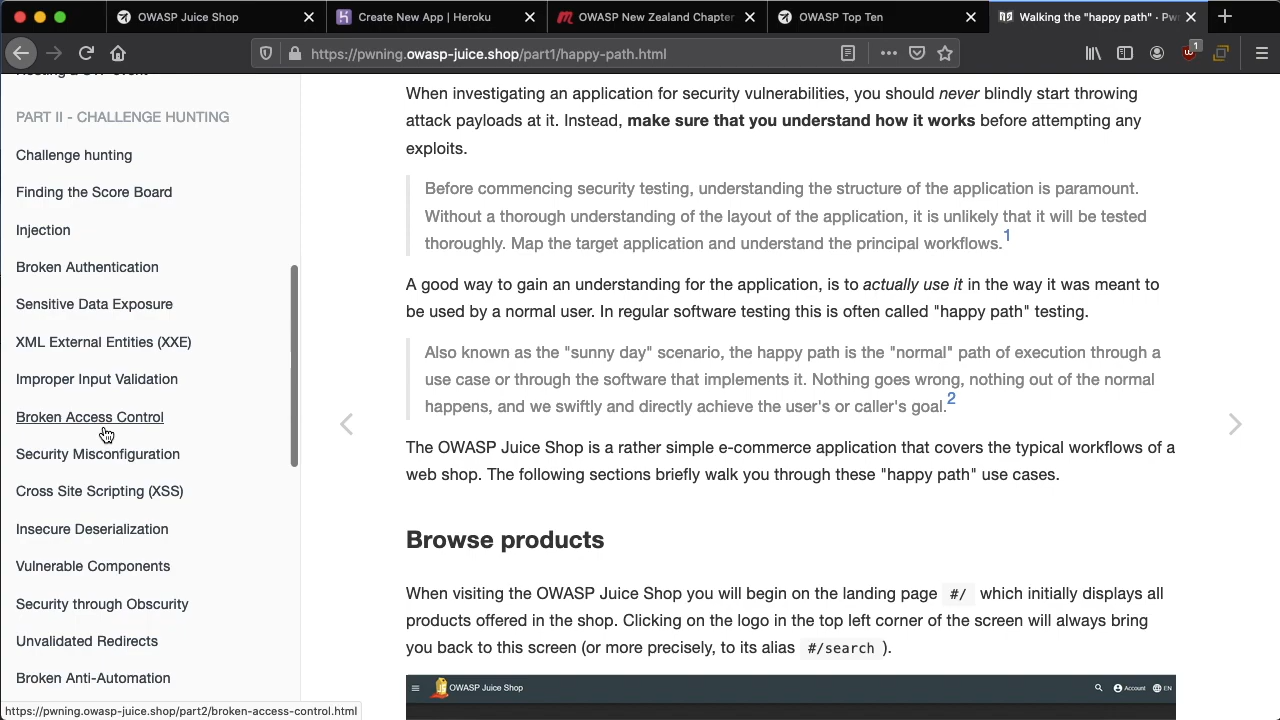 OWASP Juice Shop
Create New App | Heroku
OWASP New Zealand Chapter
OWASP Top Ten
Walking the "happy path" · Pw
https://pwning.owasp-juice.shop/part1/happy-path.html
1
PART II - CHALLENGE HUNTING
Challenge hunting
Finding the Score Board
Injection
Broken Authentication
Sensitive Data Exposure
XML External Entities (XXE)
Improper Input Validation
Broken Access Control
Security Misconfiguration
Cross Site Scripting (XSS)
Insecure Deserialization
Vulnerable Components
Security through Obscurity
Unvalidated Redirects
Broken Anti-Automation
https://pwning.owasp-juice.shop/part2/broken-access-control.html
When investigating an application for security vulnerabilities, you should never blindly start throwing
attack payloads at it. Instead, make sure that you understand how it works before attempting any
exploits.
Before commencing security testing, understanding the structure of the application is paramount.
Without a thorough understanding of the layout of the application, it is unlikely that it will be tested
thoroughly. Map the target application and understand the principal workflows.1
A good way to gain an understanding for the application, is to actually use it in the way it was meant to
be used by a normal user. In regular software testing this is often called "happy path" testing.
Also known as the "sunny day" scenario, the happy path is the "normal" path of execution through a
use case or through the software that implements it. Nothing goes wrong, nothing out of the normal
happens, and we swiftly and directly achieve the user's or caller's goal.2
The OWASP Juice Shop is a rather simple e-commerce application that covers the typical workflows of a
web shop. The following sections briefly walk you through these "happy path" use cases.
Browse products
When visiting the OWASP Juice Shop you will begin on the landing page #/ which initially displays all
products offered in the shop. Clicking on the logo in the top left corner of the screen will always bring
you back to this screen (or more precisely, to its alias #/search ).
OWASP Juice Shop
Account
EN